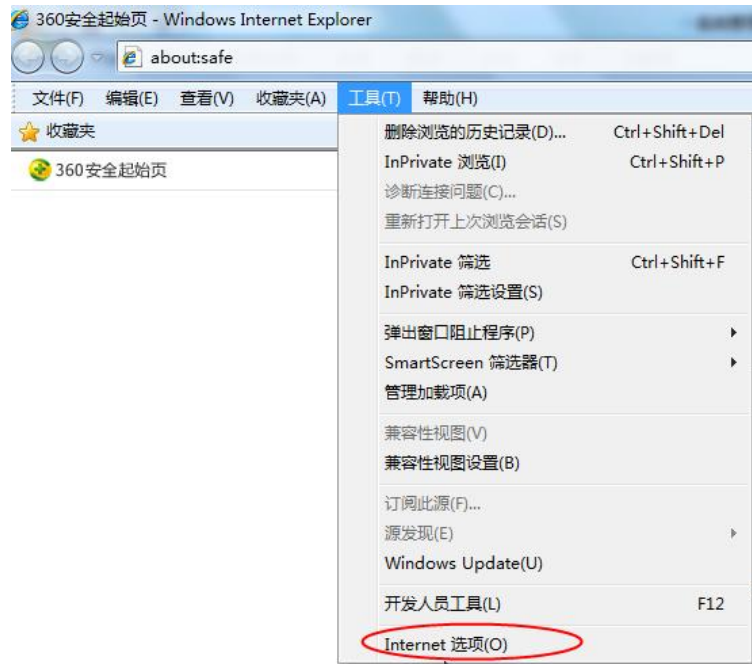 360安全起始页 - Windows Internet Explorer
about:safe
文件(F) 编辑(E) 查看(V) 收藏夹(A) 工具(T) 帮助(H)
收藏夹
360安全起始页
删除浏览的历史记录(D)... Ctrl+Shift+Del
InPrivate 浏览(I) Ctrl+Shift+P
诊断连接问题(C)...
重新打开上次浏览会话(S)
InPrivate 筛选 Ctrl+Shift+F
InPrivate 筛选设置(S)
弹出窗口阻止程序(P)
SmartScreen 筛选器(T)
管理加载项(A)
兼容性视图(V)
兼容性视图设置(B)
订阅此源(F)...
源发现(E)
Windows Update(U)
开发人员工具(L) F12
Internet 选项(O)